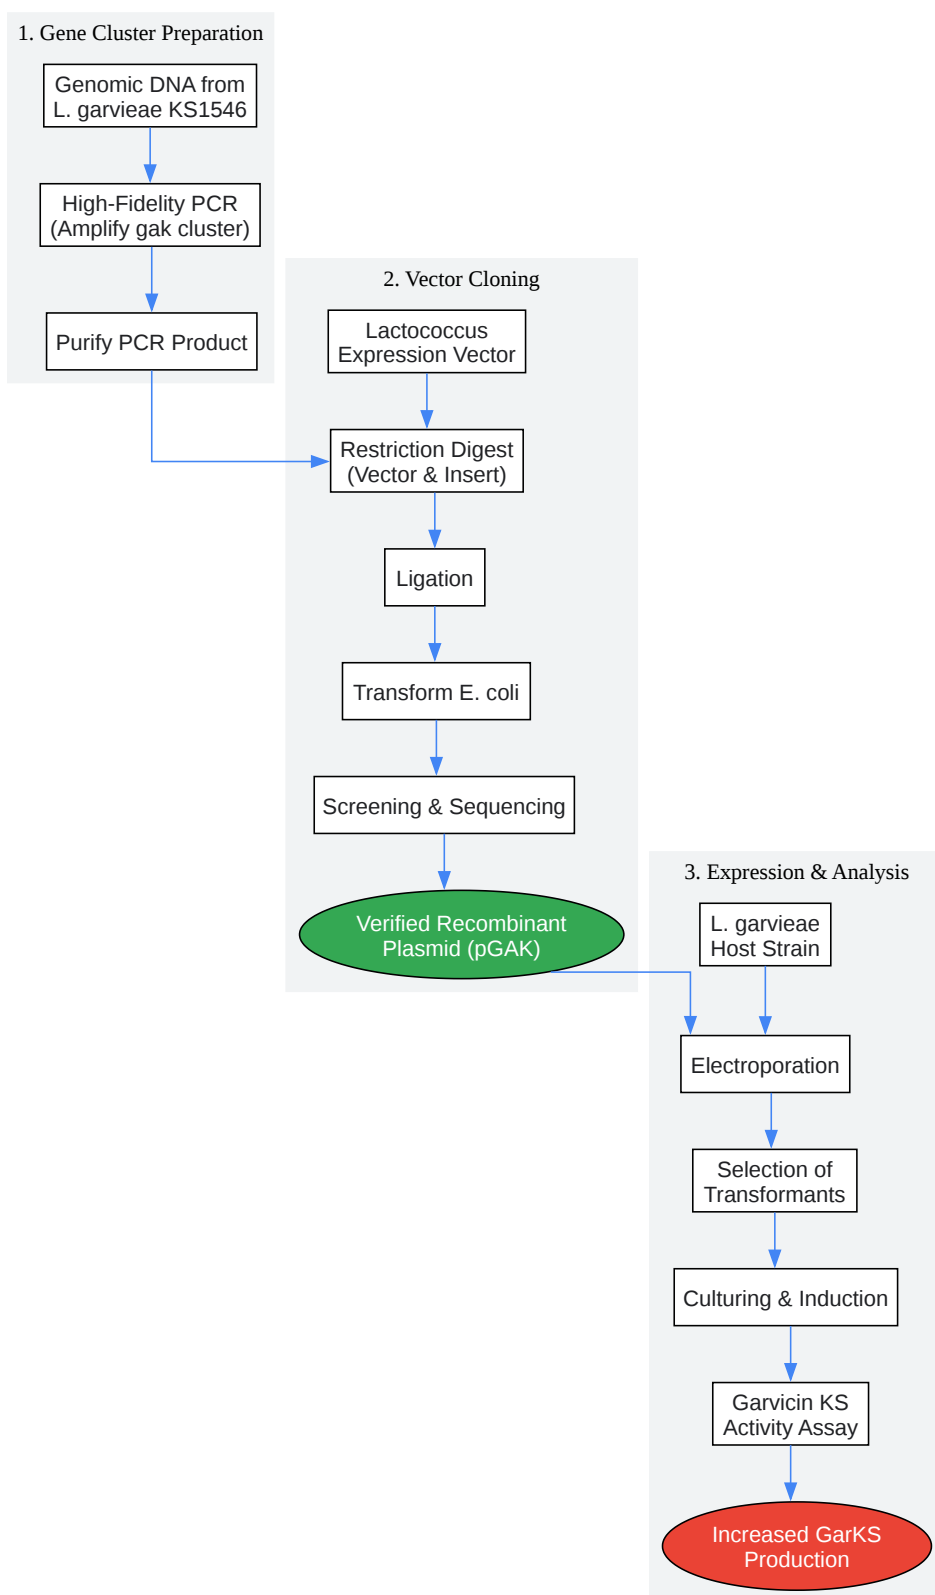 1. Gene Cluster Preparation
Genomic DNA from
L. garvieae KS1546
High-Fidelity PCR
(Amplify gak cluster)
Purify PCR Product
2. Vector Cloning
Lactococcus
Expression Vector
Restriction Digest
(Vector & Insert)
Ligation
Transform E. coli
Screening & Sequencing
Verified Recombinant
Plasmid (pGAK)
3. Expression & Analysis
L. garvieae
Host Strain
Electroporation
Selection of
Transformants
Culturing & Induction
Garvicin KS
Activity Assay
Increased GarKS
Production